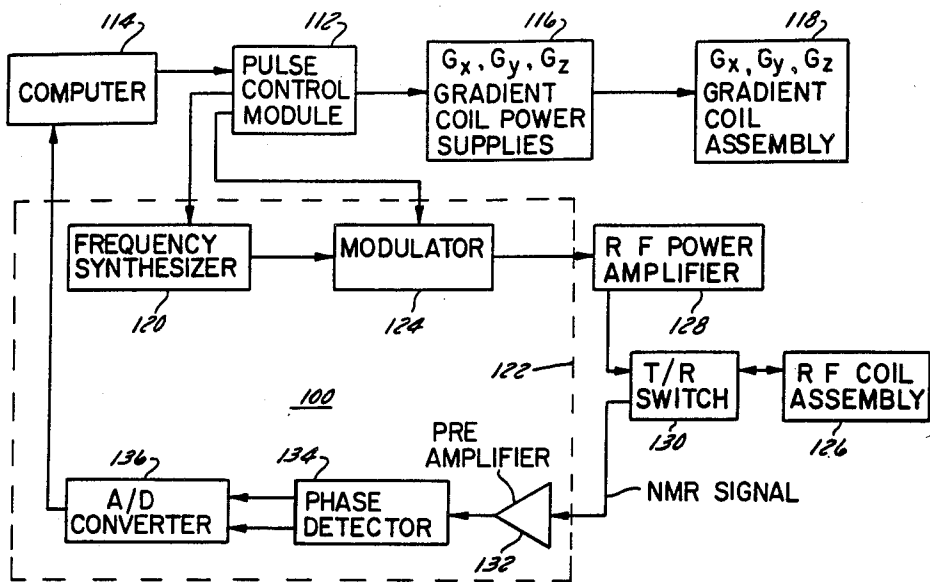 114
112
116
118
COMPUTER
PULSE
CONTROL
MODULE
Gx, Gy, Gz
GRADIENT
COIL POWER
SUPPLIES
Gx, Gy, Gz
GRADIENT
COIL
ASSEMBLY
FREQUENCY
SYNTHESIZER
120
MODULATOR
124
R F POWER
AMPLIFIER
128
122
100
T/R
SWITCH
130
R F COIL
ASSEMBLY
126
136
A/D
CONVERTER
134
PHASE
DETECTOR
PRE
AMPLIFIER
132
NMR SIGNAL